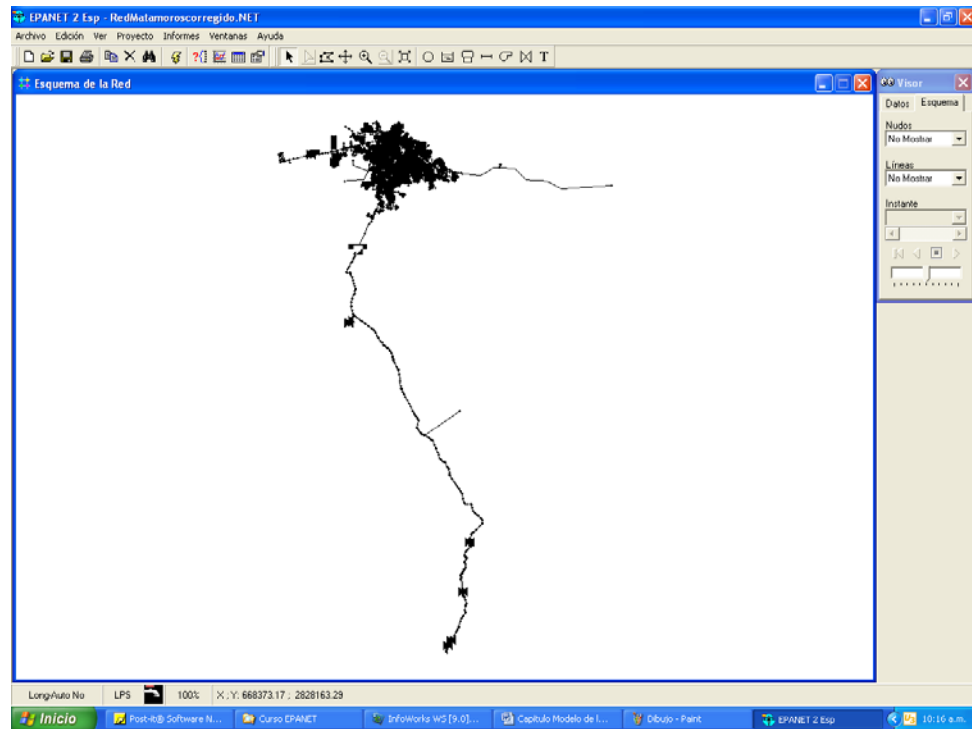 EPANET 2 Esp - RedMatamoroscorregido.NET
Archivo Edición Ver Proyecto Informes Ventanas Ayuda
T
Esquema de la Red
Visor
Datos Esquema
Nudos
No Mostrar
Líneas
No Mostrar
Instante
Long-Auto No LPS 100% X ; Y: 668373.17 ; 2828163.29
Inicio Post-it® Software N... Curso EPANET InfoWorks WS [9.0]... Capitulo Modelo de l... Dibujo - Paint EPANET 2 Esp 10:16 a.m.